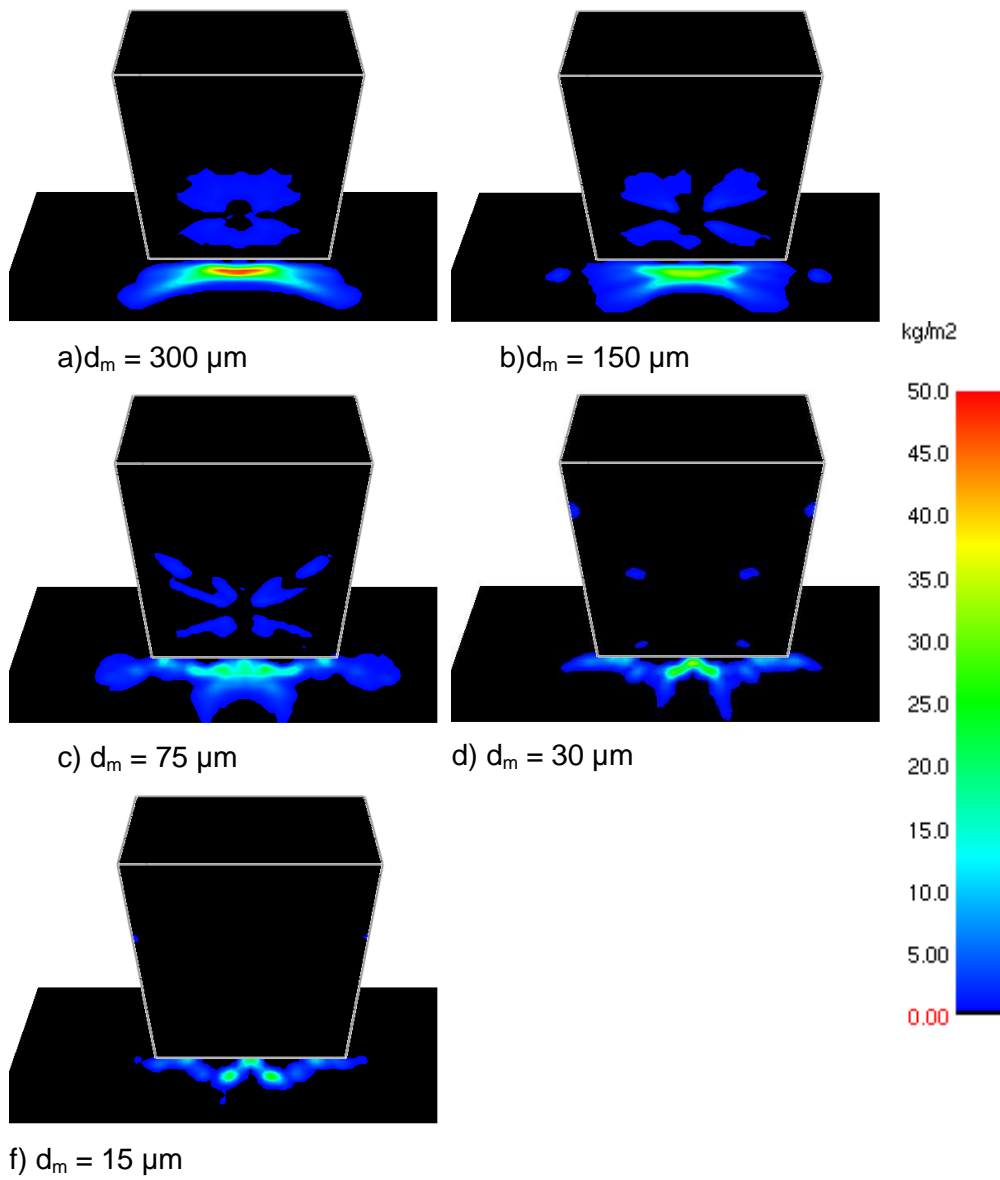 a)dₘ = 300 µm
b)dₘ = 150 µm
kg/m2
50.0
45.0
40.0
35.0
30.0
25.0
20.0
15.0
10.0
5.00
0.00
c) dₘ = 75 µm
d) dₘ = 30 µm
f) dₘ = 15 µm